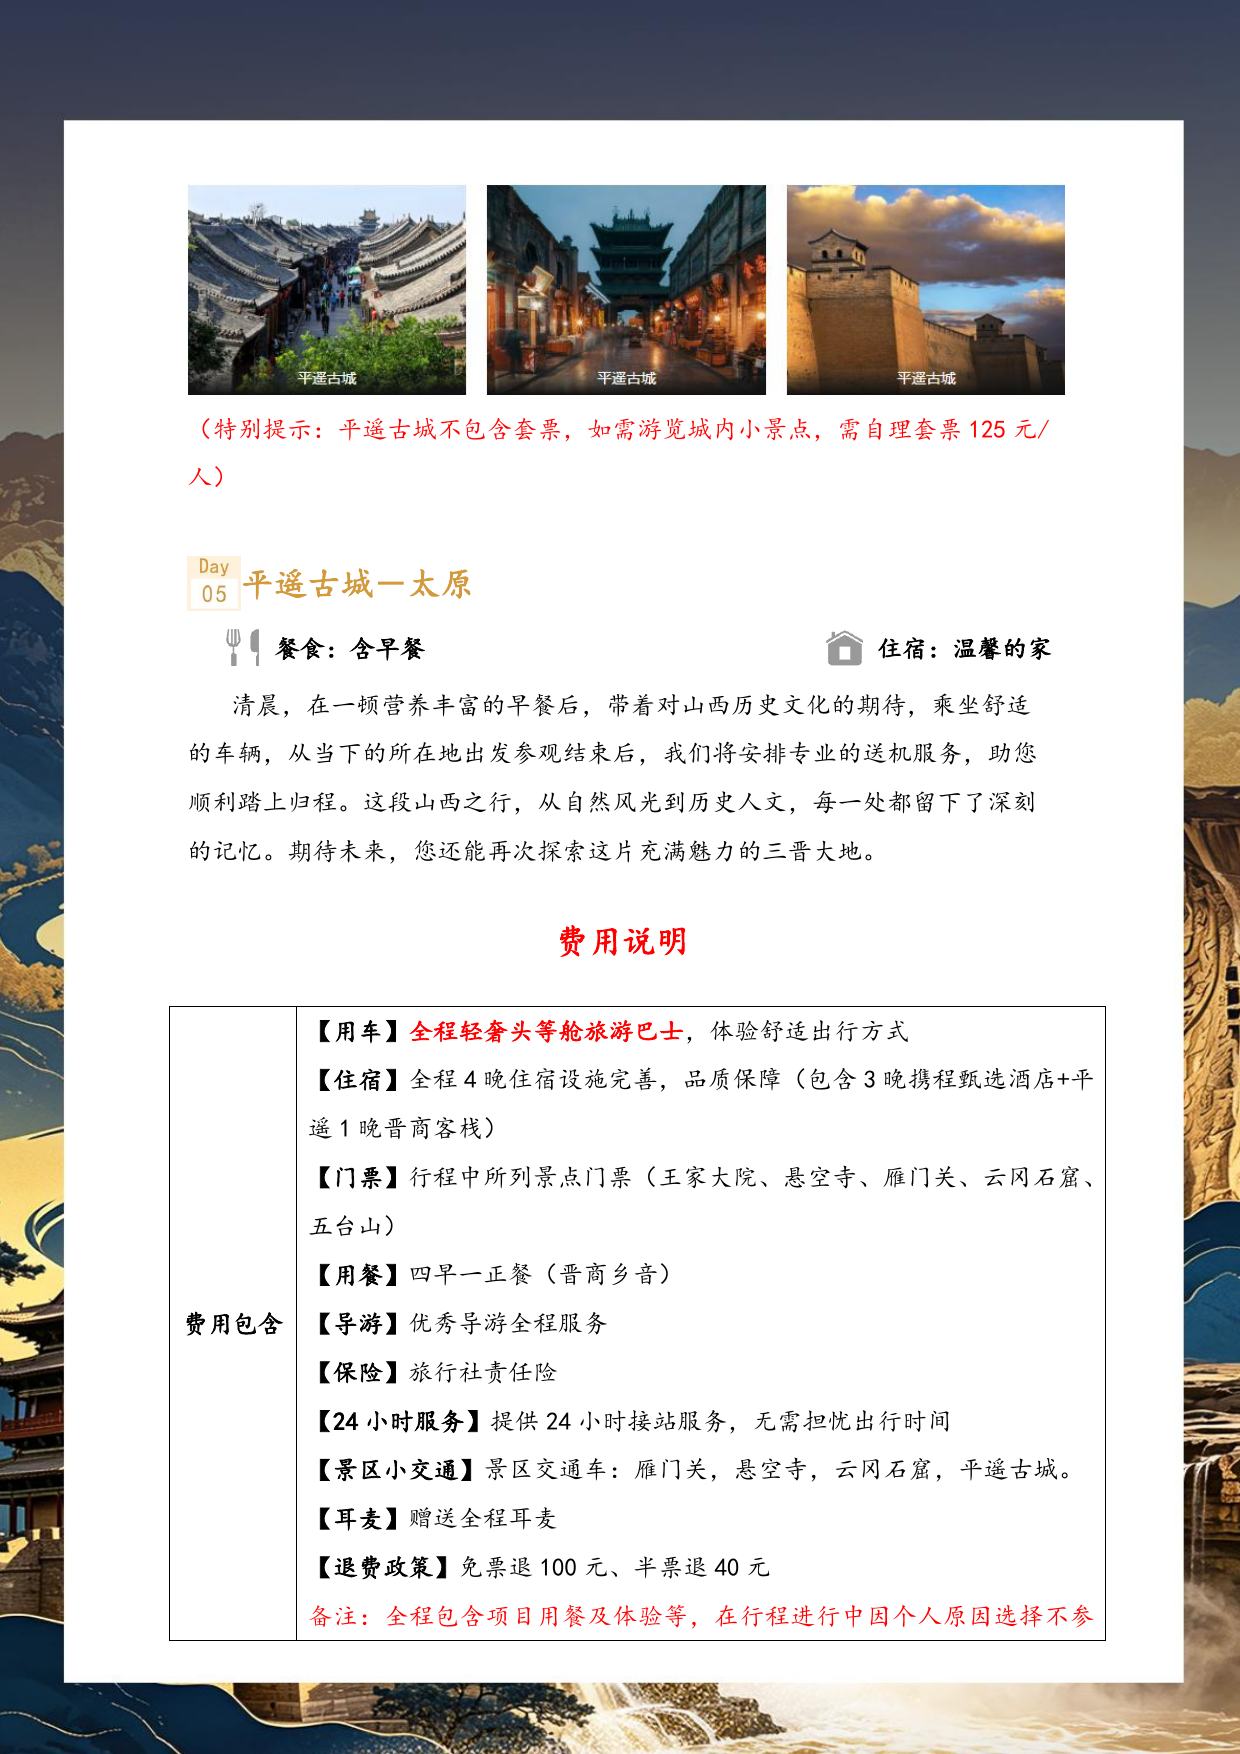 平遥古城
平遥古城
平遥古城
（特别提示：平遥古城不包含套票，如需游览城内小景点，需自理套票 125 元/
人）
Day
05
平遥古城—太原
餐食：含早餐
住宿：温馨的家
清晨，在一顿营养丰富的早餐后，带着对山西历史文化的期待，乘坐舒适
的车辆，从当下的所在地出发参观结束后，我们将安排专业的送机服务，助您
顺利踏上归程。这段山西之行，从自然风光到历史人文，每一处都留下了深刻
的记忆。期待未来，您还能再次探索这片充满魅力的三晋大地。
费用说明
费用包含
【用车】全程轻奢头等舱旅游巴士，体验舒适出行方式
【住宿】全程 4 晚住宿设施完善，品质保障（包含 3 晚携程甄选酒店+平
遥 1 晚晋商客栈）
【门票】行程中所列景点门票（王家大院、悬空寺、雁门关、云冈石窟、
五台山）
【用餐】四早一正餐（晋商乡音）
【导游】优秀导游全程服务
【保险】旅行社责任险
【24 小时服务】提供 24 小时接站服务，无需担忧出行时间
【景区小交通】景区交通车：雁门关，悬空寺，云冈石窟，平遥古城。
【耳麦】赠送全程耳麦
【退费政策】免票退 100 元、半票退 40 元
备注：全程包含项目用餐及体验等，在行程进行中因个人原因选择不参